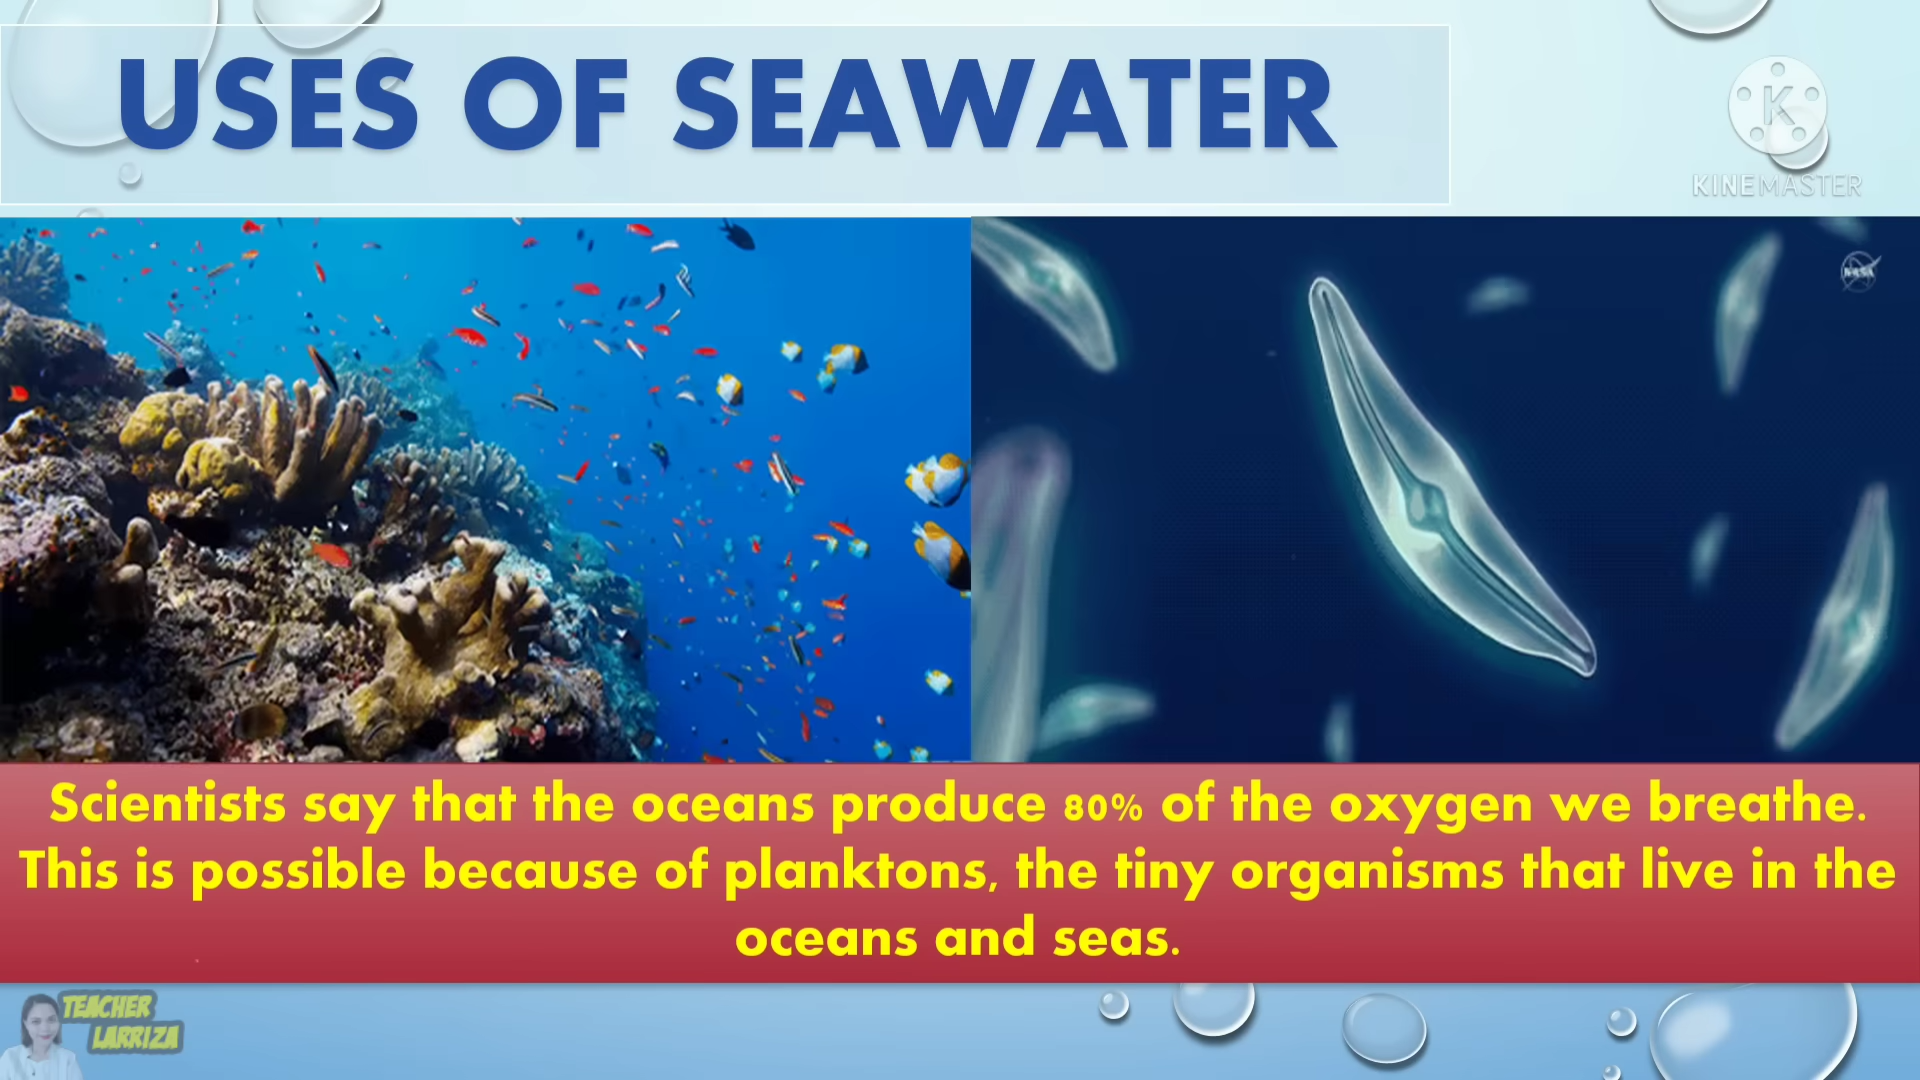 USES OF SEAWATER
K
KINEMASTER
NASA
Scientists say that the oceans produce 80% of the oxygen we breathe.
This is possible because of planktons, the tiny organisms that live in the
oceans and seas.
TEACHER
LARRIZA